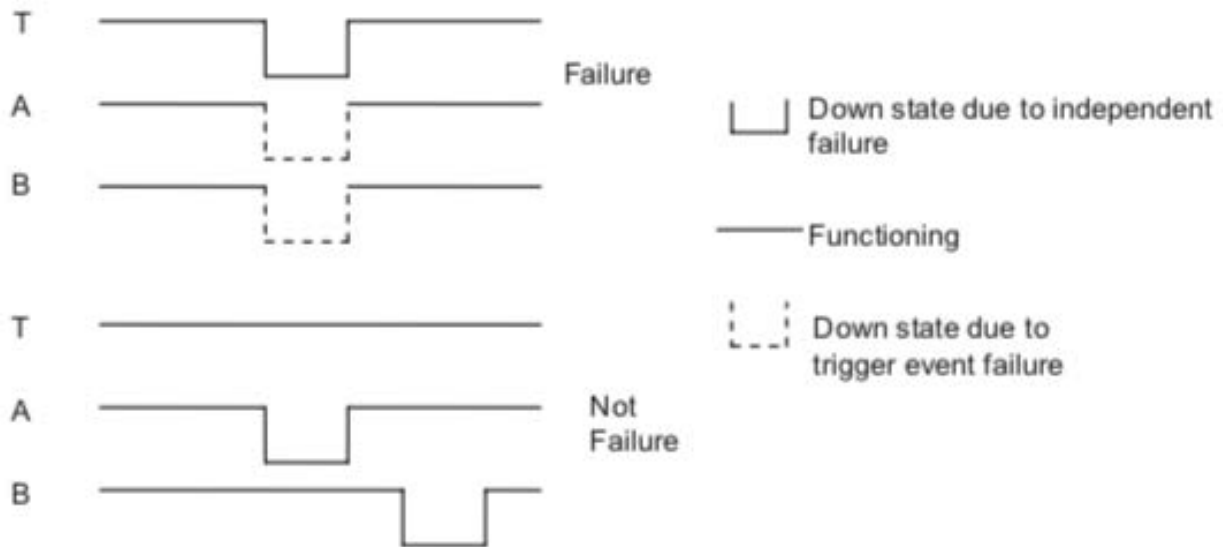 T
Failure
A
B
Down state due to independent
failure
Functioning
T
Down state due to
trigger event failure
A
Not
Failure
B